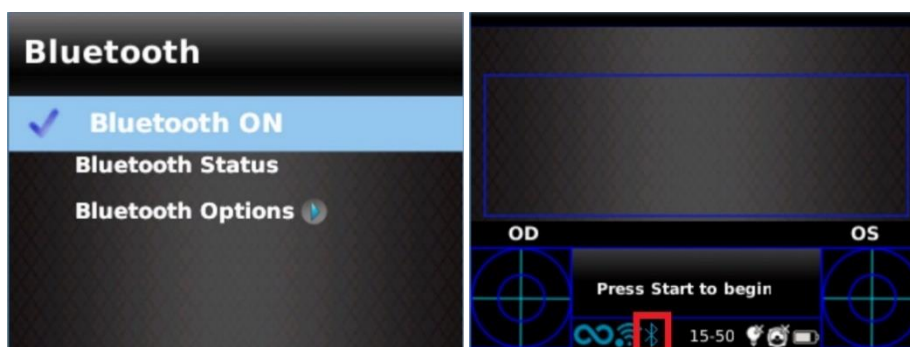 Bluetooth
Bluetooth ON
Bluetooth Status
Bluetooth Options
OD
OS
Press Start to begin
15-50